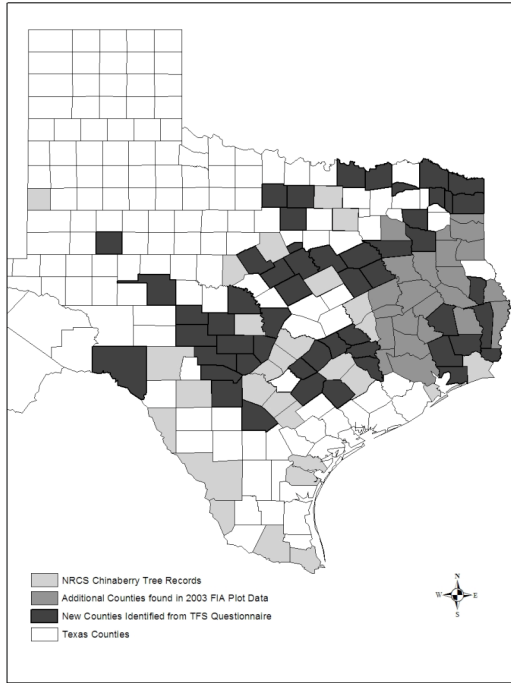 NRCS Chinaberry Tree Records
Additional Counties found in 2003 FIA Plot Data
New Counties Identified from TFS Questionnaire
Texas Counties
N
W E
S